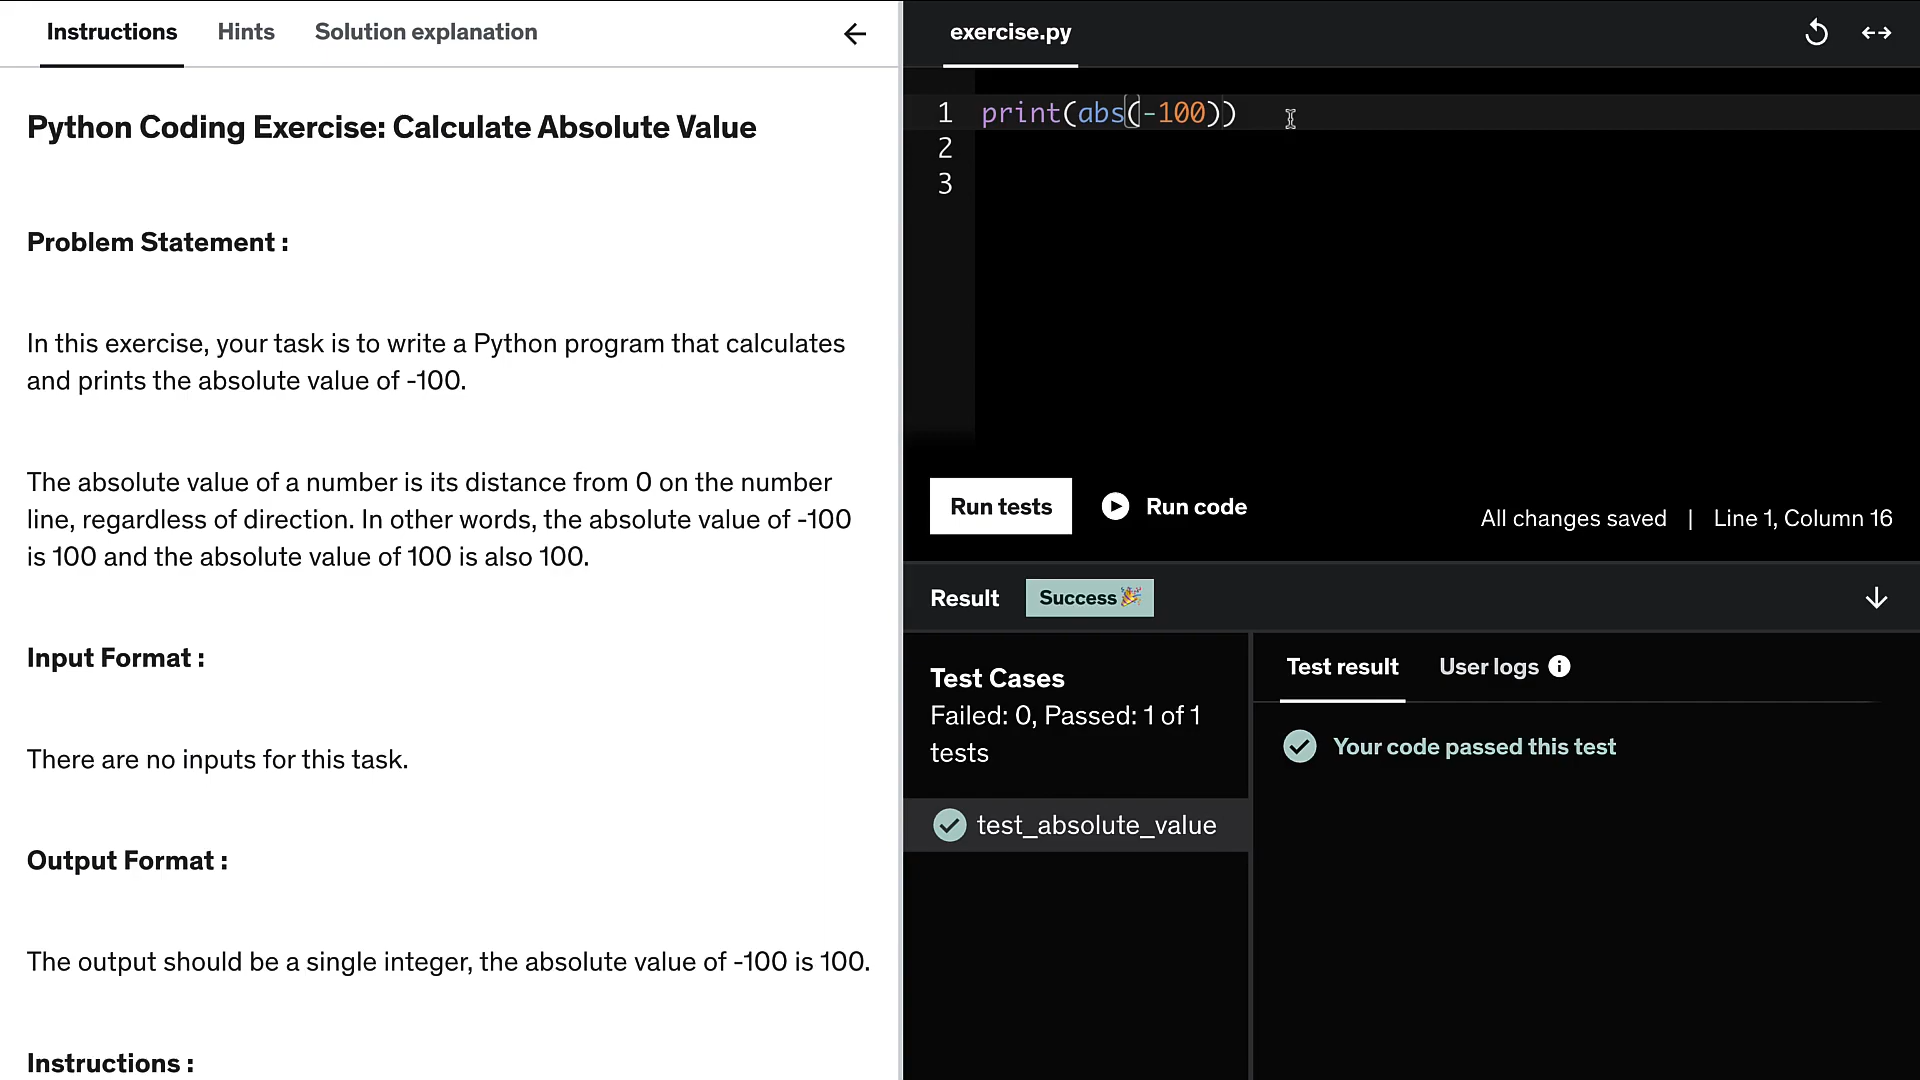 Instructions Hints Solution explanation
Python Coding Exercise: Calculate Absolute Value
Problem Statement :
In this exercise, your task is to write a Python program that calculates
and prints the absolute value of -100.
The absolute value of a number is its distance from 0 on the number
line, regardless of direction. In other words, the absolute value of -100
is 100 and the absolute value of 100 is also 100.
Input Format :
There are no inputs for this task.
Output Format :
The output should be a single integer, the absolute value of -100 is 100.
Instructions :
exercise.py
1 print(abs(-100))
2
3
Run tests Run code
All changes saved | Line 1, Column 16
Result Success🎉
Test Cases
Failed: 0, Passed: 1 of 1
tests
test_absolute_value
Test result User logs
Your code passed this test